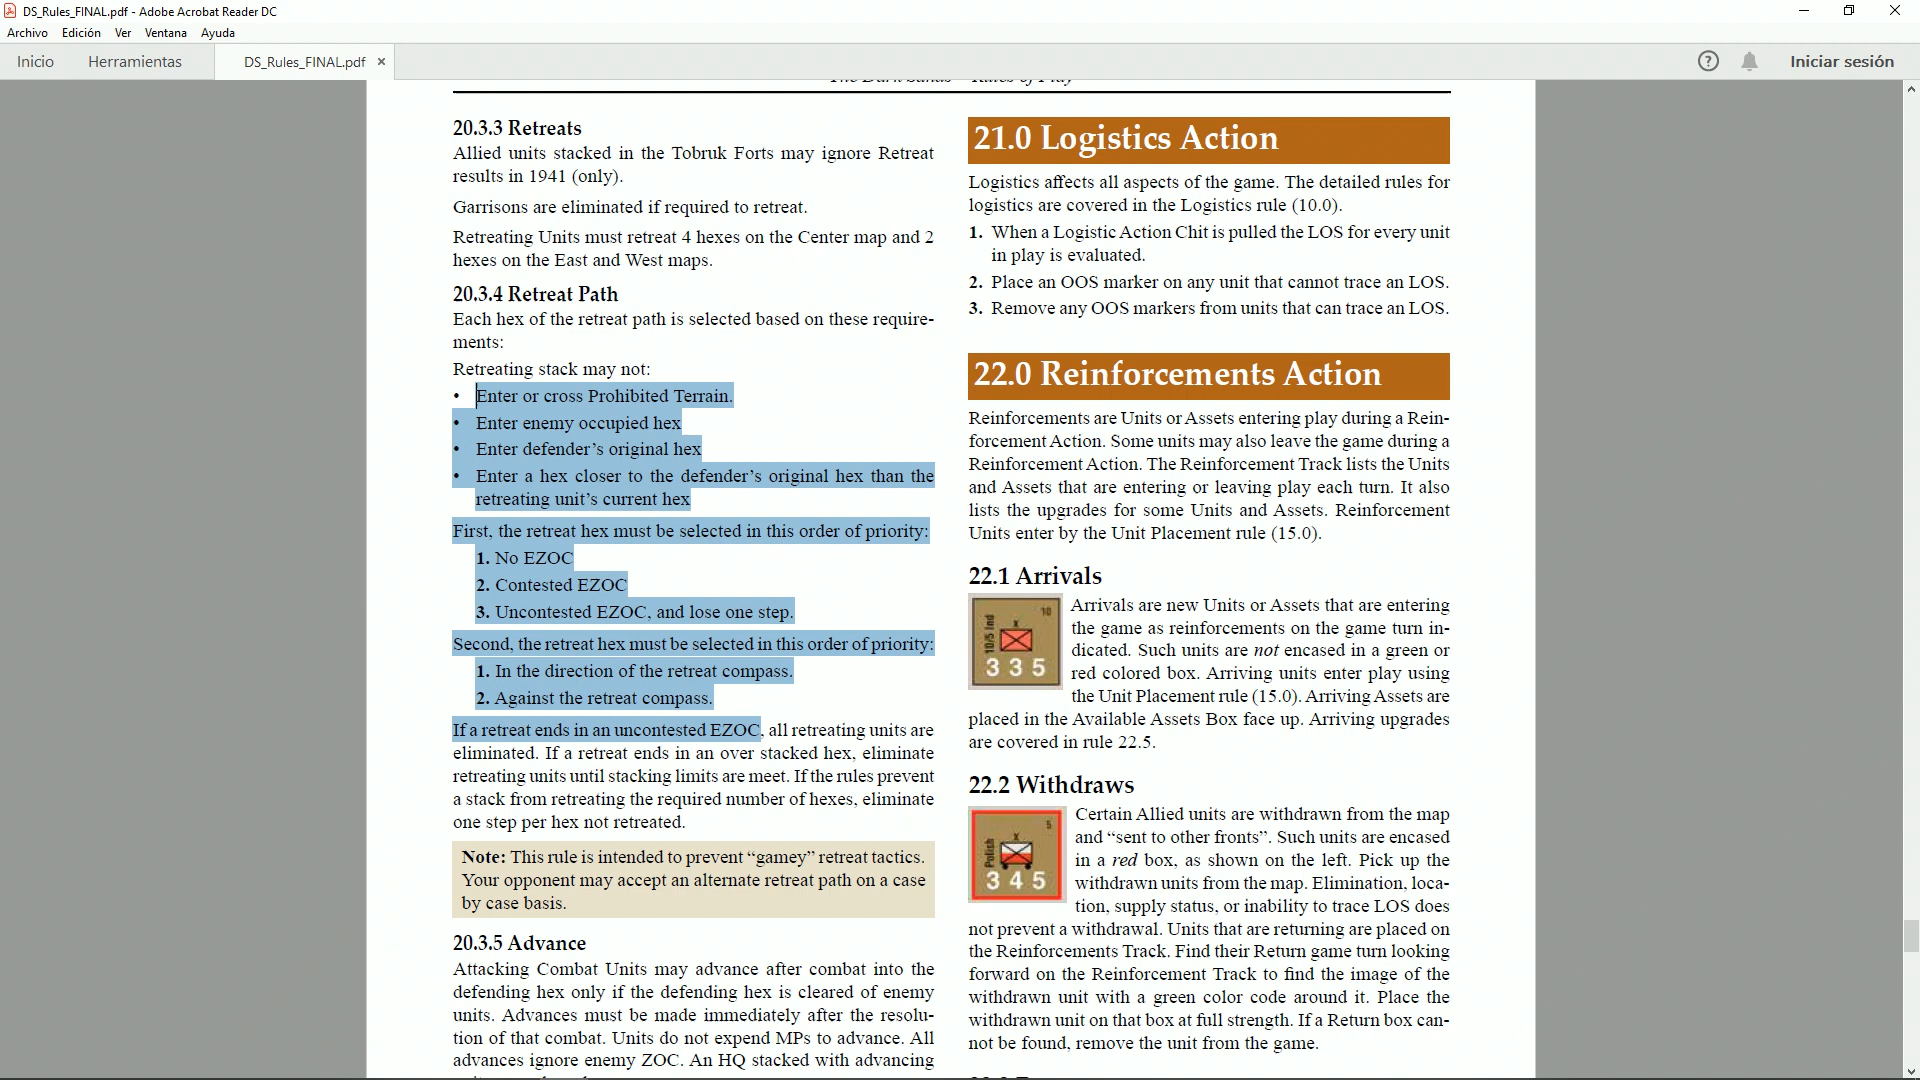 DS_Rules_FINAL.pdf - Adobe Acrobat Reader DC
Archivo Edición Ver Ventana Ayuda
Inicio Herramientas DS_Rules_FINAL.pdf × Iniciar sesión
20.3.3 Retreats
Allied units stacked in the Tobruk Forts may ignore Retreat
results in 1941 (only).
Garrisons are eliminated if required to retreat.
Retreating Units must retreat 4 hexes on the Center map and 2
hexes on the East and West maps.
20.3.4 Retreat Path
Each hex of the retreat path is selected based on these require-
ments:
Retreating stack may not:
• Enter or cross Prohibited Terrain.
• Enter enemy occupied hex
• Enter defender’s original hex
• Enter a hex closer to the defender’s original hex than the
retreating unit’s current hex
First, the retreat hex must be selected in this order of priority:
1. No EZOC
2. Contested EZOC
3. Uncontested EZOC, and lose one step.
Second, the retreat hex must be selected in this order of priority:
1. In the direction of the retreat compass.
2. Against the retreat compass.
If a retreat ends in an uncontested EZOC, all retreating units are
eliminated. If a retreat ends in an over stacked hex, eliminate
retreating units until stacking limits are meet. If the rules prevent
a stack from retreating the required number of hexes, eliminate
one step per hex not retreated.
Note: This rule is intended to prevent “gamey” retreat tactics.
Your opponent may accept an alternate retreat path on a case
by case basis.
20.3.5 Advance
Attacking Combat Units may advance after combat into the
defending hex only if the defending hex is cleared of enemy
units. Advances must be made immediately after the resolu-
tion of that combat. Units do not expend MPs to advance. All
advances ignore enemy ZOC. An HQ stacked with advancing
21.0 Logistics Action
Logistics affects all aspects of the game. The detailed rules for
logistics are covered in the Logistics rule (10.0).
1. When a Logistic Action Chit is pulled the LOS for every unit
in play is evaluated.
2. Place an OOS marker on any unit that cannot trace an LOS.
3. Remove any OOS markers from units that can trace an LOS.
22.0 Reinforcements Action
Reinforcements are Units or Assets entering play during a Rein-
forcement Action. Some units may also leave the game during a
Reinforcement Action. The Reinforcement Track lists the Units
and Assets that are entering or leaving play each turn. It also
lists the upgrades for some Units and Assets. Reinforcement
Units enter by the Unit Placement rule (15.0).
22.1 Arrivals
10
10/5 Ind
X
3 3 5
Arrivals are new Units or Assets that are entering
the game as reinforcements on the game turn in-
dicated. Such units are not encased in a green or
red colored box. Arriving units enter play using
the Unit Placement rule (15.0). Arriving Assets are
placed in the Available Assets Box face up. Arriving upgrades
are covered in rule 22.5.
22.2 Withdraws
5
Polish
X
3 4 5
Certain Allied units are withdrawn from the map
and “sent to other fronts”. Such units are encased
in a red box, as shown on the left. Pick up the
withdrawn units from the map. Elimination, loca-
tion, supply status, or inability to trace LOS does
not prevent a withdrawal. Units that are returning are placed on
the Reinforcements Track. Find their Return game turn looking
forward on the Reinforcement Track to find the image of the
withdrawn unit with a green color code around it. Place the
withdrawn unit on that box at full strength. If a Return box can-
not be found, remove the unit from the game.